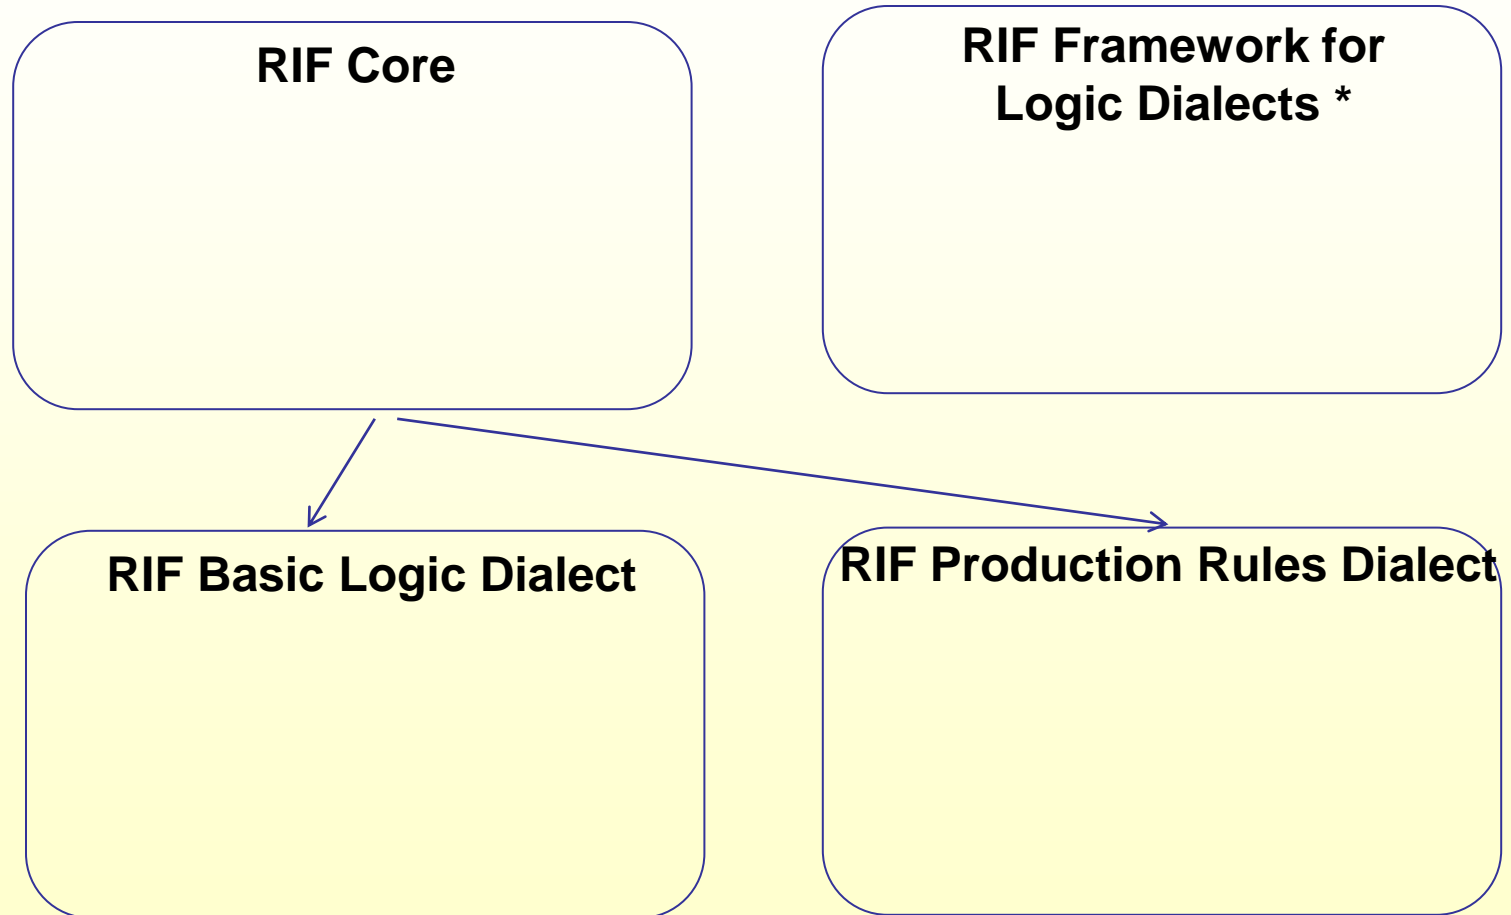 RIF Core
RIF Framework for
Logic Dialects *
RIF Basic Logic Dialect
RIF Production Rules Dialect